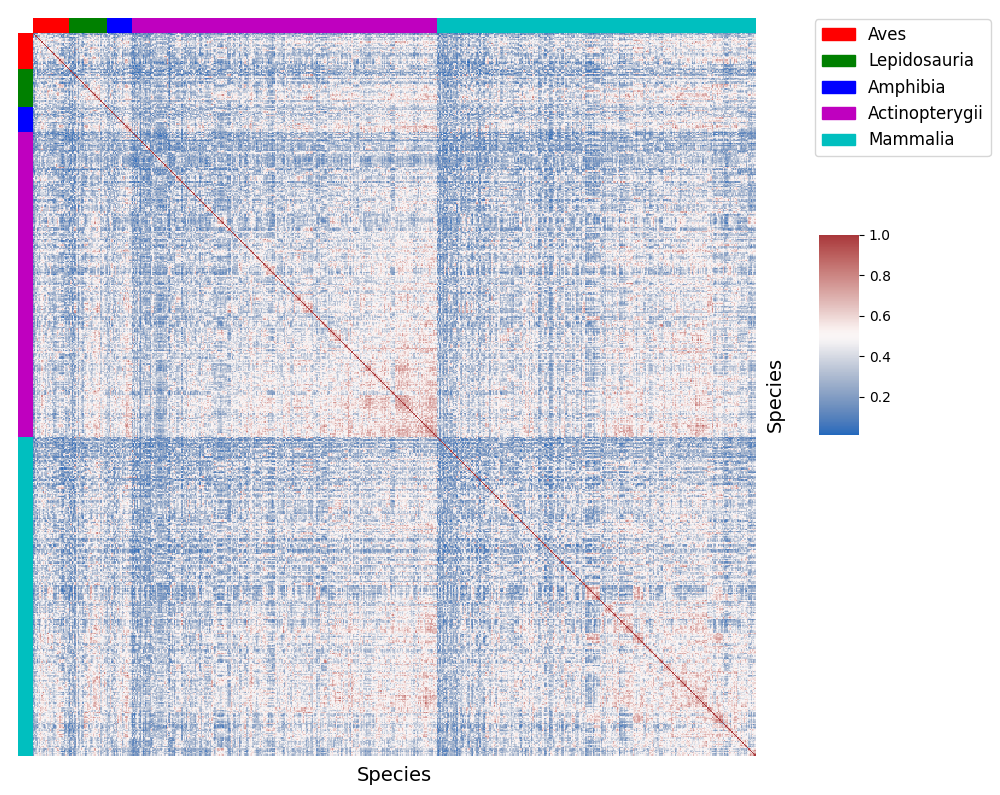 Aves
Lepidosauria
Amphibia
Actinopterygii
Mammalia
1.0
0.8
0.6
0.4
0.2
Species
Species